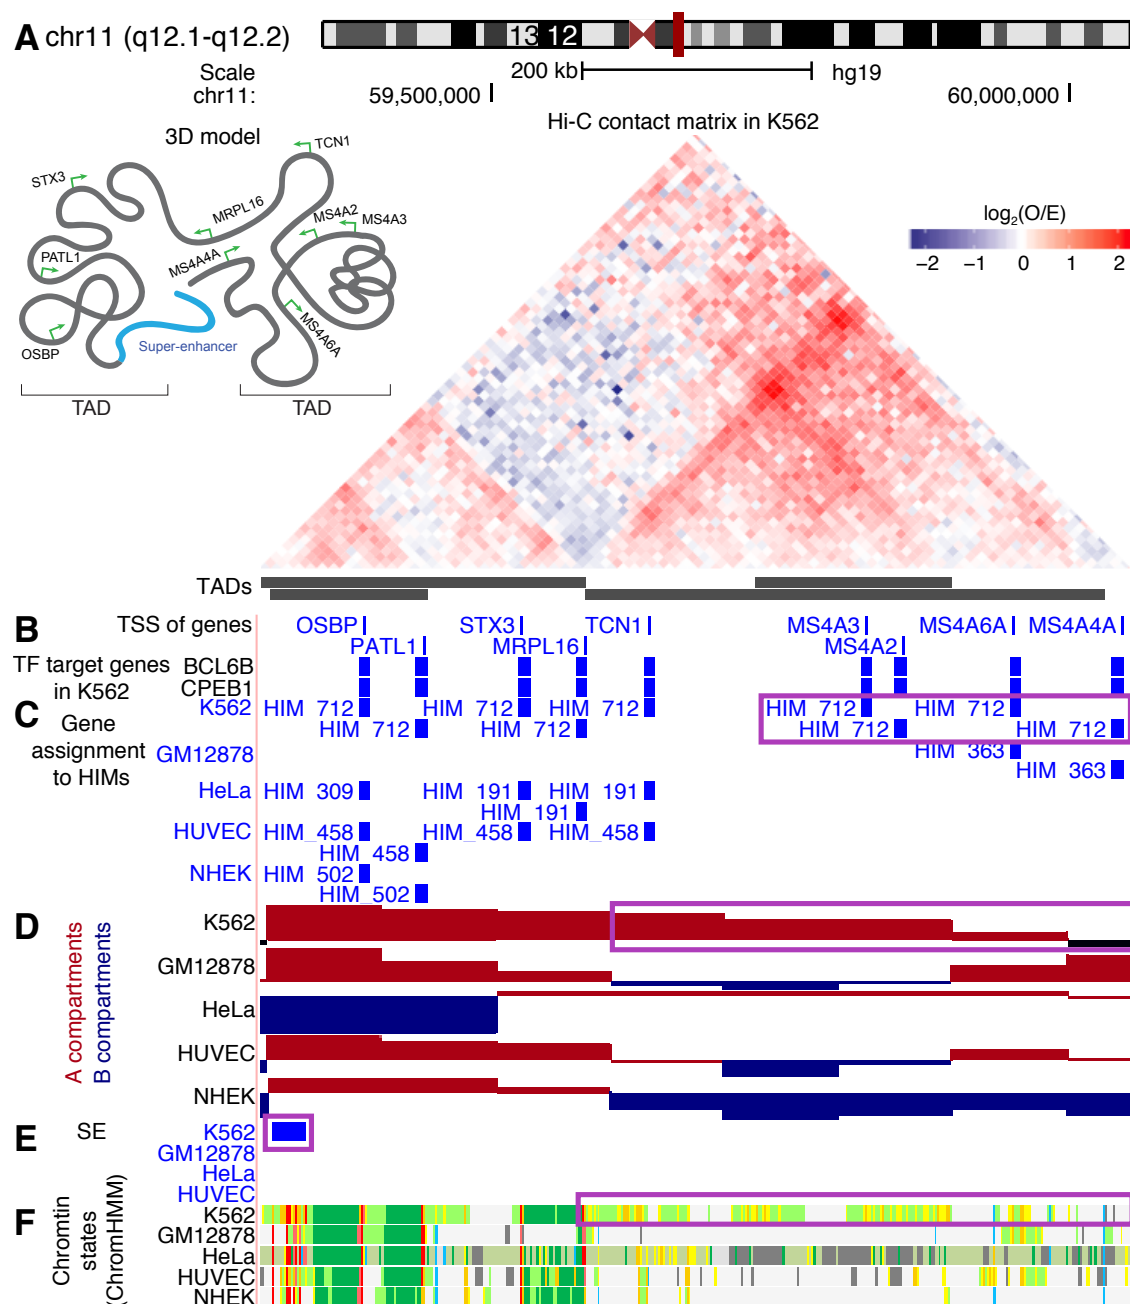 A chr11 (q12.1-q12.2)
13 12
Scale 200 kb hg19
chr11: 59,500,000 60,000,000
Hi-C contact matrix in K562
3D model
TCN1
STX3
MRPL16
MS4A2
MS4A3
PATL1
MS4A4A
MS4A6A
OSBP
Super-enhancer
TAD TAD
log2(O/E)
−2 −1 0 1 2
TADs
B TSS of genes OSBP STX3 TCN1 MS4A3 MS4A6A MS4A4A
PATL1 MRPL16 MS4A2
TF target genes in K562
BCL6B
CPEB1
C Gene assignment to HIMs
K562 HIM_712 HIM_712 HIM_712 HIM_712 HIM_712
HIM_712 HIM_712 HIM_712 HIM_712
GM12878 HIM_363
HIM_363
HeLa HIM_309 HIM_191 HIM_191
HIM_191
HUVEC HIM_458 HIM_458 HIM_458
HIM_458
NHEK HIM_502
HIM_502
D A compartments
B compartments
K562
GM12878
HeLa
HUVEC
NHEK
E SE K562
GM12878
HeLa
HUVEC
F Chromtin
states
(ChromHMM)
K562
GM12878
HeLa
HUVEC
NHEK